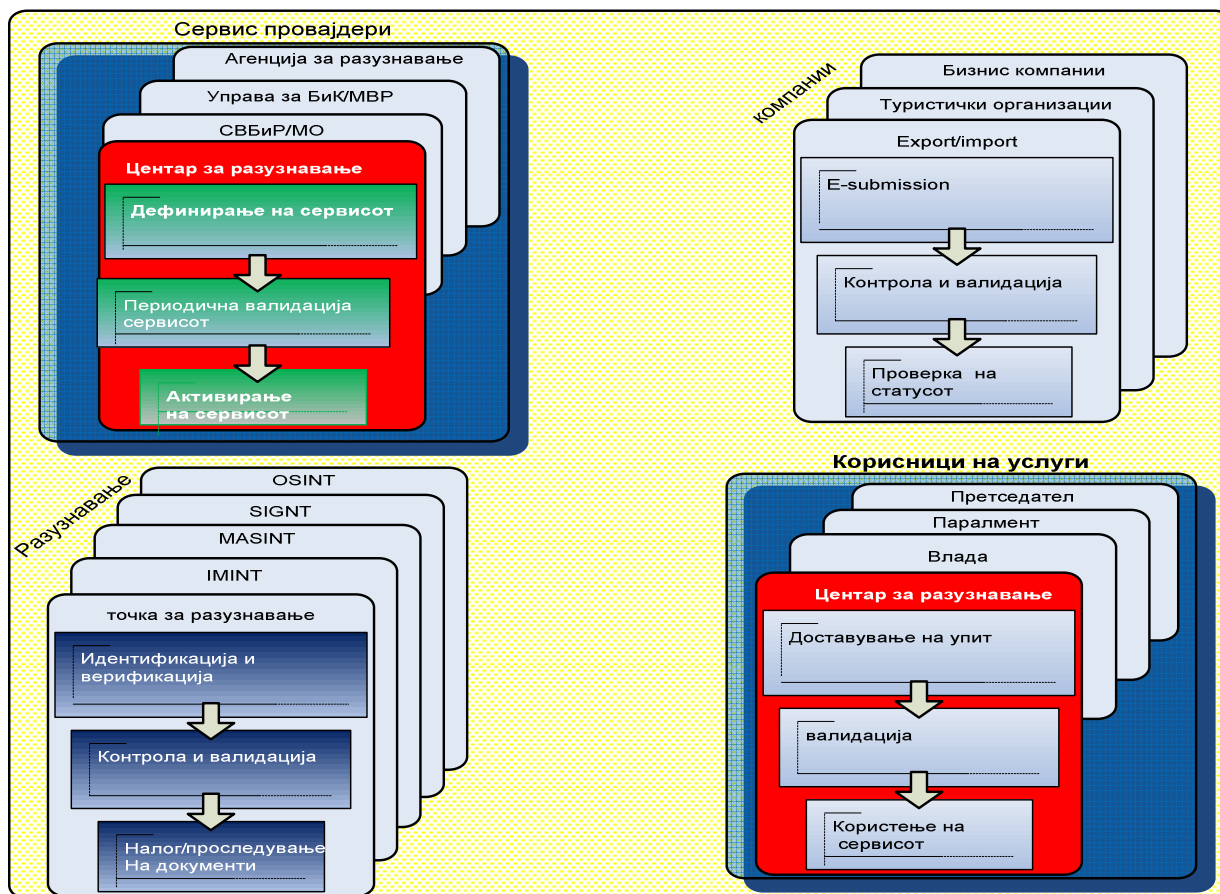 Сервис провајдери
Агенција за разузнавање
Управа за БиК/МВР
СВБиР/МО
Центар за разузнавање
Дефинирање на сервисот
Периодична валидација
сервисот
Активирање
на сервисот
компании
Бизнис компании
Туристички организации
Export/import
E-submission
Контрола и валидација
Проверка на
статусот
Разузнавање
OSINT
SIGNT
MASINT
IMINT
точка за разузнавање
Идентификација и
верификација
Контрола и валидација
Налог/проследување
На документи
Корисници на услуги
Претседател
Паралмент
Влада
Центар за разузнавање
Доставување на упит
валидација
Користење на
сервисот